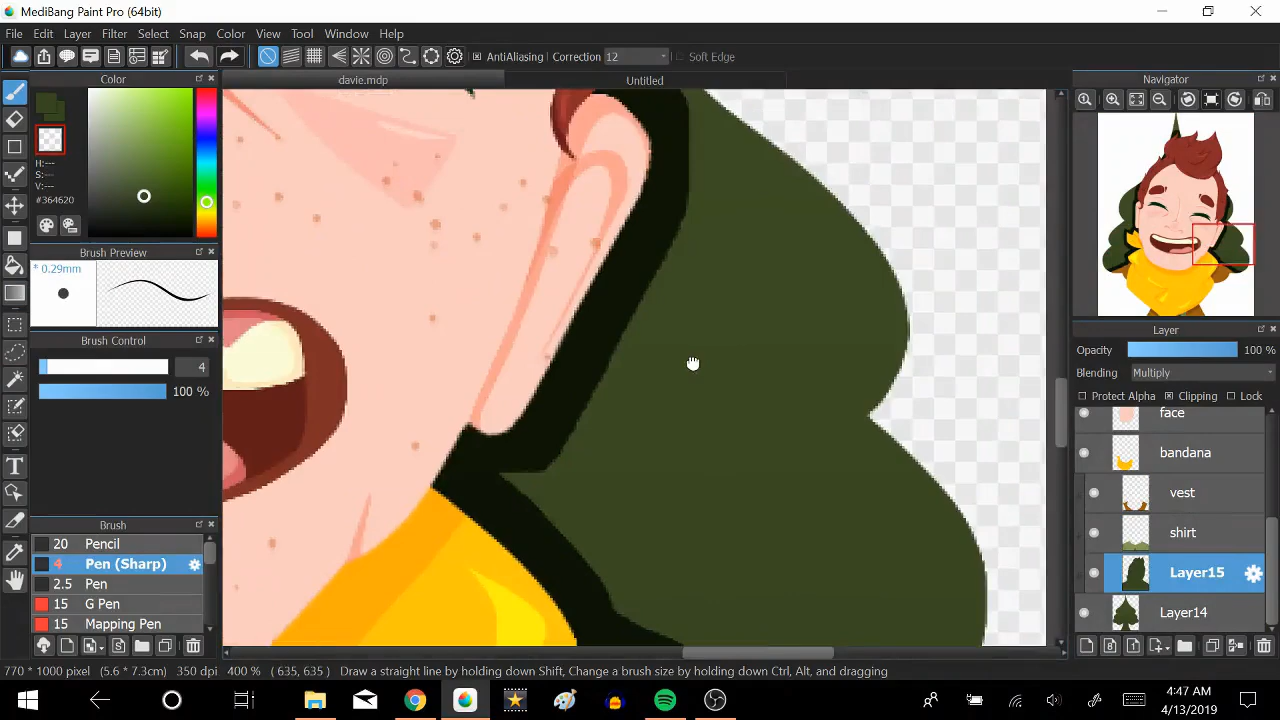 MediBang Paint Pro (64bit)
File Edit View Layer Filter Select Snap Color View Tool Window Help
AntiAliasing Correction 12 Soft Edge
Color
davie.mdp Untitled
Navigator
H:---
S:---
V:---
#364620
Brush Preview
* 0.29mm
Brush Control
4
100 %
Layer
Opacity 100 %
Blending Multiply
Protect Alpha Clipping Lock
face
bandana
vest
shirt
Layer15
Layer14
Brush
20 Pencil
4 Pen (Sharp)
2.5 Pen
15 G Pen
15 Mapping Pen
770 * 1000 pixel (5.6 * 7.3cm) 350 dpi 400 % ( 635, 635 ) Draw a straight line by holding down Shift, Change a brush size by holding down Ctrl, Alt, and dragging
4:47 AM
4/13/2019